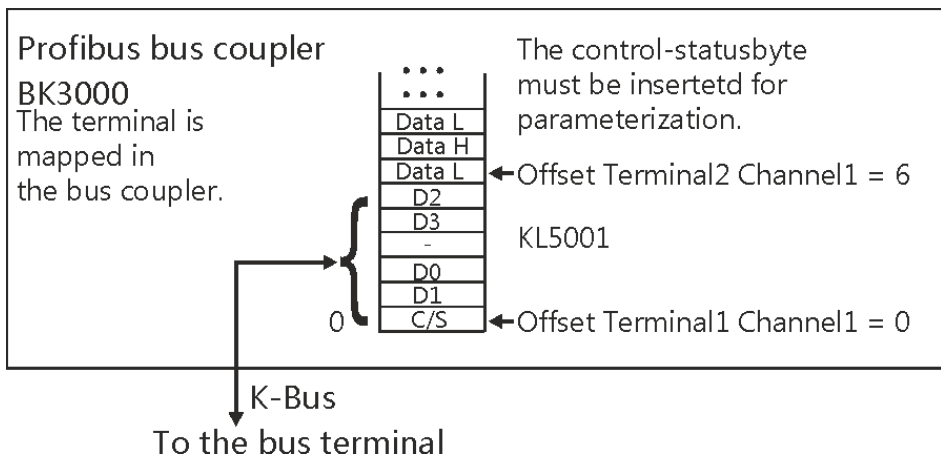 Profibus bus coupler
BK3000
The terminal is
mapped in
the bus coupler.
The control-statusbyte
must be insertetd for
parameterization.
Data L
Data H
Data L
Offset Terminal2 Channel1 = 6
D2
D3
-
KL5001
D0
D1
0
C/S
Offset Terminal1 Channel1 = 0
K-Bus
To the bus terminal